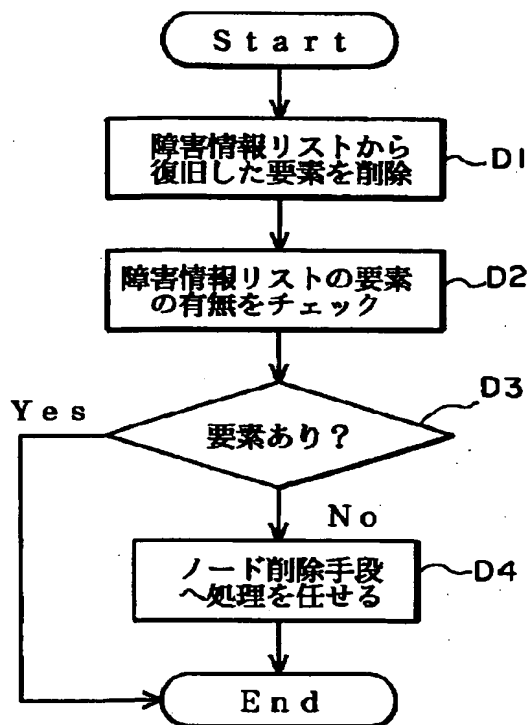 Start
障害情報リストから
復旧した要素を削除
D1
障害情報リストの要素
の有無をチェック
D2
D3
Yes
要素あり?
No
ノード削除手段
へ処理を任せる
D4
End